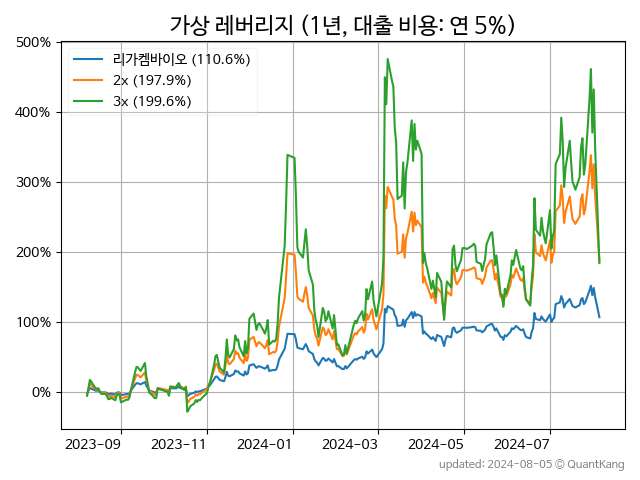 가상 레버리지 (1년, 대출 비용: 연 5%)
500%
400%
300%
200%
100%
0%
리가켐바이오 (110.6%)
2x (197.9%)
3x (199.6%)
2023-09
2023-11
2024-01
2024-03
2024-05
2024-07
updated: 2024-08-05 © QuantKang